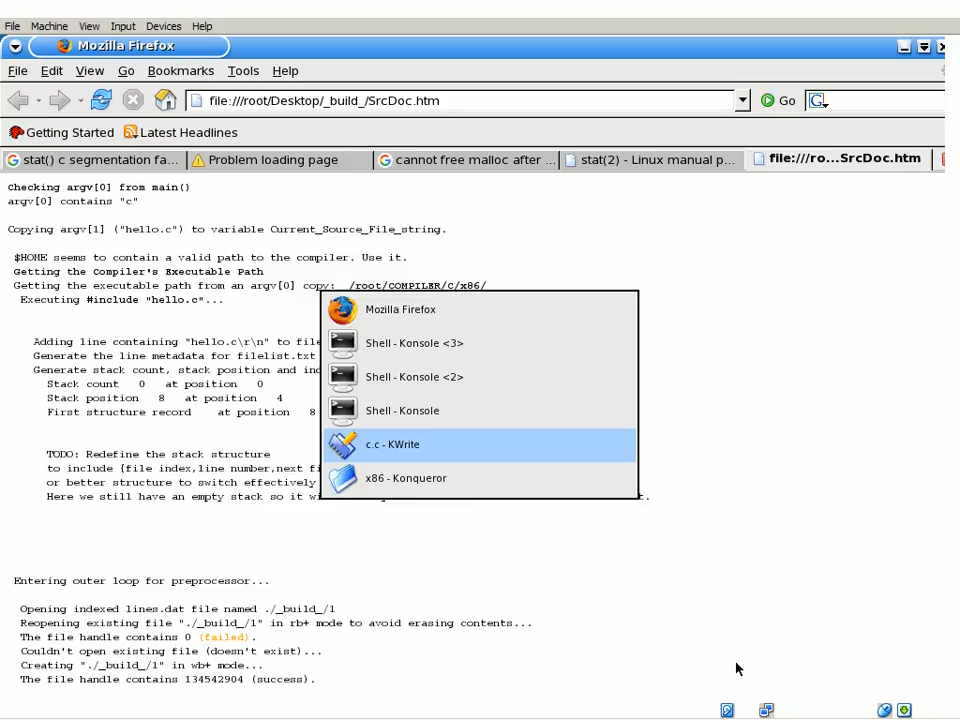 File Machine View Input Devices Help
Mozilla Firefox
File Edit View Go Bookmarks Tools Help
file:///root/Desktop/_build_/SrcDoc.htm Go G
Getting Started Latest Headlines
stat() c segmentation fa... Problem loading page cannot free malloc after ... stat(2) - Linux manual p... file:///ro...SrcDoc.htm
Checking argv[0] from main()
argv[0] contains "c"
Copying argv[1] ("hello.c") to variable Current_Source_File_string.
$HOME seems to contain a valid path to the compiler. Use it.
Getting the Compiler's Executable Path
Getting the executable path from an argv[0] copy: /root/COMPILER/C/x86/
Executing #include "hello.c"...
Adding line containing "hello.c\r\n" to file
Generate the line metadata for filelist.txt
Generate stack count, stack position and in
Stack count 0 at position 0
Stack position 8 at position 4
First structure record at position 8
TODO: Redefine the stack structure
to include {file index,line number,next fi
or better structure to switch effectively
Here we still have an empty stack so it wi t.
Mozilla Firefox
Shell - Konsole <3>
Shell - Konsole <2>
Shell - Konsole
c.c - KWrite
x86 - Konqueror
Entering outer loop for preprocessor...
Opening indexed lines.dat file named ./_build_/1
Reopening existing file "./_build_/1" in rb+ mode to avoid erasing contents...
The file handle contains 0 (failed).
Couldn't open existing file (doesn't exist)...
Creating "./_build_/1" in wb+ mode...
The file handle contains 134542904 (success).